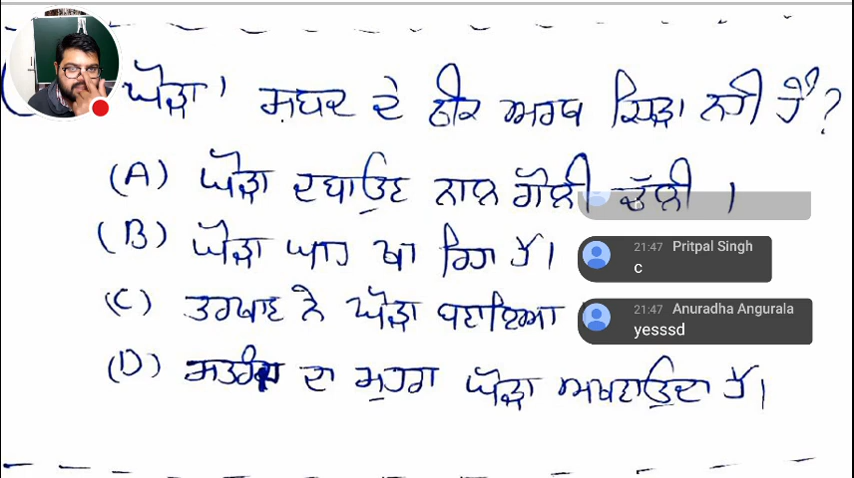 ਘੋੜਾ' ਸ਼ਬਦ ਦੇ ਠੀਕ ਅਰਥ ਕਿਹੜਾ ਨਹੀਂ ਹੈ?
(A) ਘੋੜਾ ਦਬਾਉਣ ਨਾਲ ਗੋਲੀ ਚੱਲੀ ।
(B) ਘੋੜਾ ਘਾਹ ਖਾ ਰਿਹਾ ਹੈ।
21:47 Pritpal Singh
c
(C) ਤਰਖਾਣ ਨੇ ਘੋੜਾ ਬਣਾਇਆ
21:47 Anuradha Angurala
yesssd
(D) ਸਤਰੰਜ ਦਾ ਮੁਹਰਾ ਘੋੜਾ ਅਖਵਾਉਂਦਾ ਹੈ।